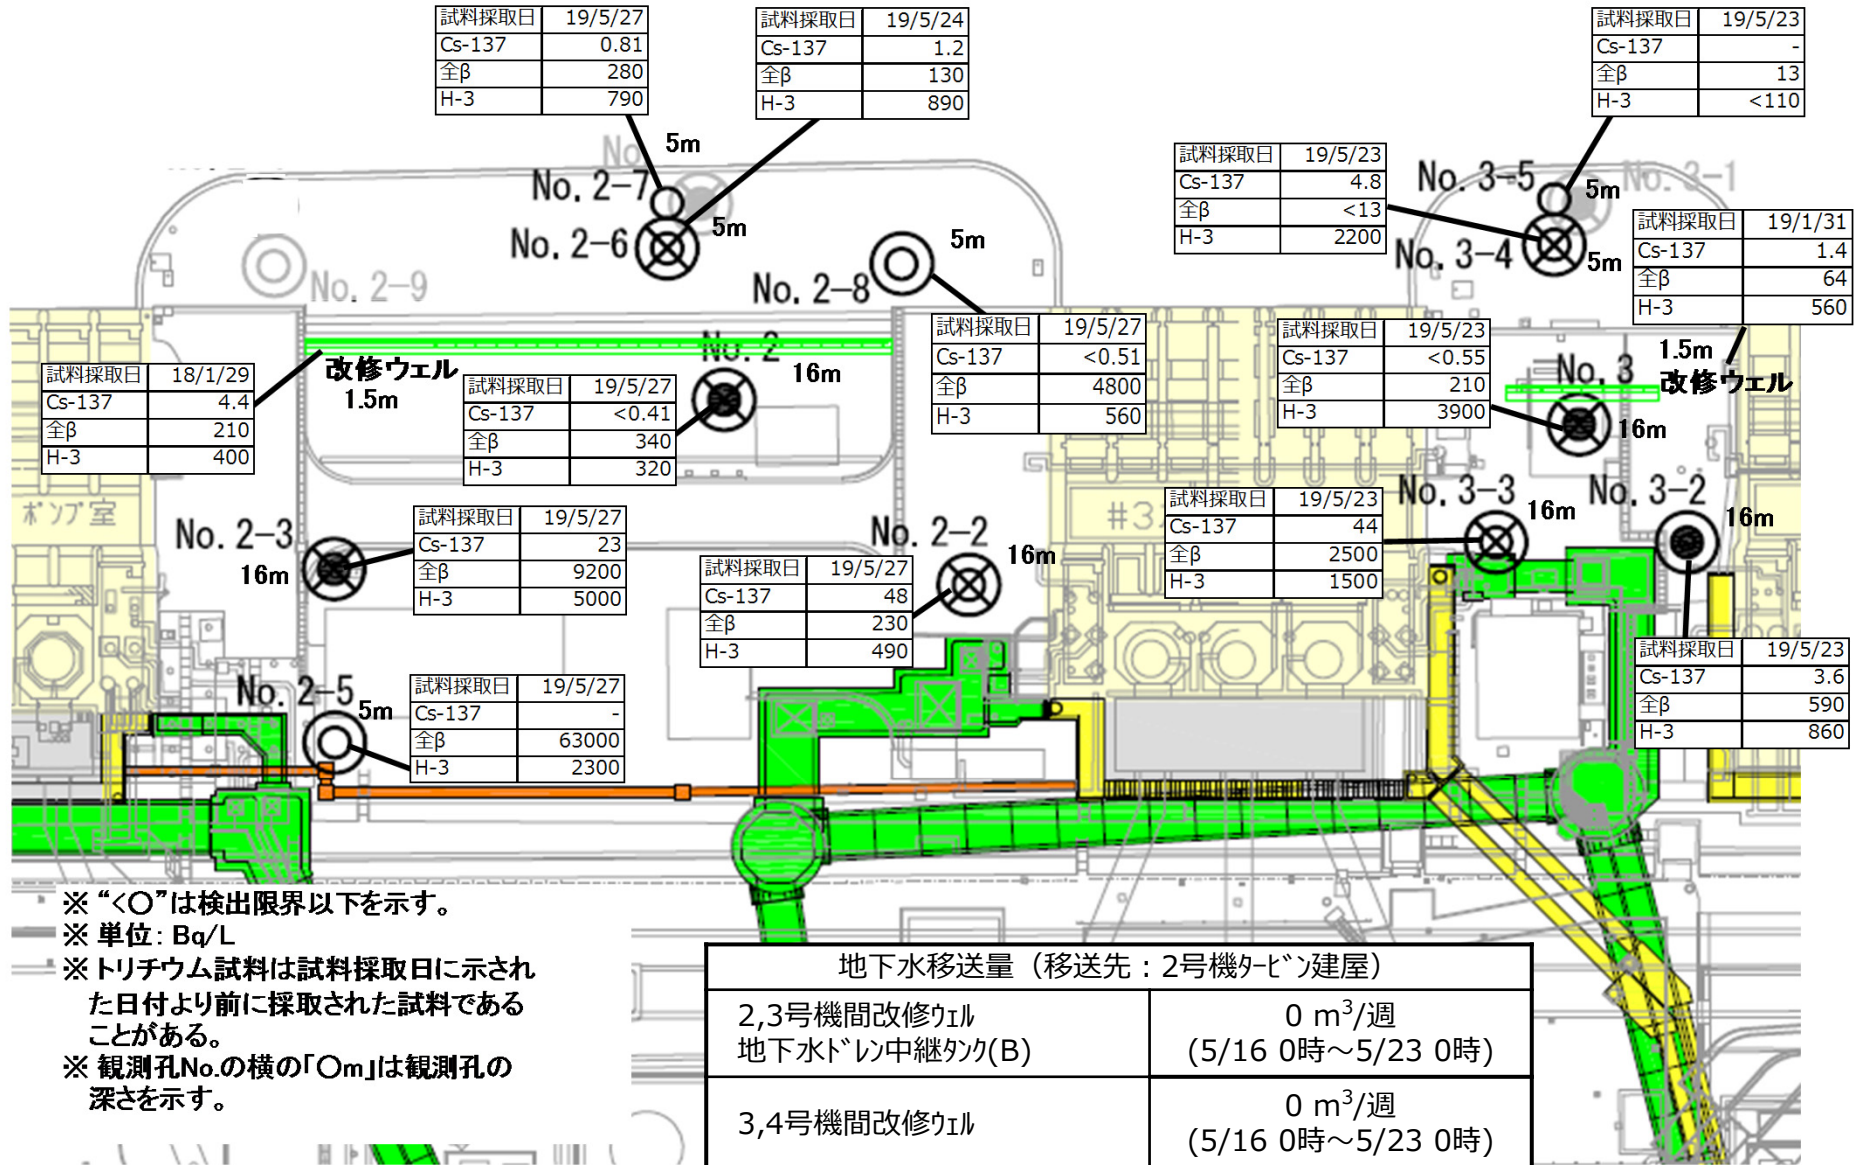 試料採取日 19/5/27
Cs-137 0.81
全β 280
H-3 790
試料採取日 19/5/24
Cs-137 1.2
全β 130
H-3 890
試料採取日 19/5/23
Cs-137 -
全β 13
H-3 <110
No
5m
No. 2-7
No. 2-6
5m
試料採取日 19/5/23
Cs-137 4.8
全β <13
H-3 2200
No. 3-5
5m
No. 3-1
No. 3-4
5m
試料採取日 19/1/31
Cs-137 1.4
全β 64
H-3 560
No. 2-9
No. 2-8
5m
試料採取日 18/1/29
Cs-137 4.4
全β 210
H-3 400
改修ウェル
1.5m
No. 2
16m
試料採取日 19/5/27
Cs-137 <0.41
全β 340
H-3 320
試料採取日 19/5/27
Cs-137 <0.51
全β 4800
H-3 560
試料採取日 19/5/23
Cs-137 <0.55
全β 210
H-3 3900
No. 3
16m
1.5m
改修ウェル
ポンプ室
No. 2-3
16m
試料採取日 19/5/27
Cs-137 23
全β 9200
H-3 5000
No. 2-2
16m
試料採取日 19/5/27
Cs-137 48
全β 230
H-3 490
#3
試料採取日 19/5/23
Cs-137 44
全β 2500
H-3 1500
No. 3-3
16m
No. 3-2
16m
試料採取日 19/5/23
Cs-137 3.6
全β 590
H-3 860
No. 2-5
5m
試料採取日 19/5/27
Cs-137 -
全β 63000
H-3 2300
※ “<〇”は検出限界以下を示す。
※ 単位: Bq/L
※ トリチウム試料は試料採取日に示され
た日付より前に採取された試料である
ことがある。
※ 観測孔No.の横の「〇m」は観測孔の
深さを示す。
地下水移送量（移送先：2号機ﾀｰﾋﾞﾝ建屋）
2,3号機間改修ｳｪﾙ
地下水ﾄﾞﾚﾝ中継ﾀﾝｸ(B)
0 m³/週
(5/16 0時～5/23 0時)
3,4号機間改修ｳｪﾙ
0 m³/週
(5/16 0時～5/23 0時)